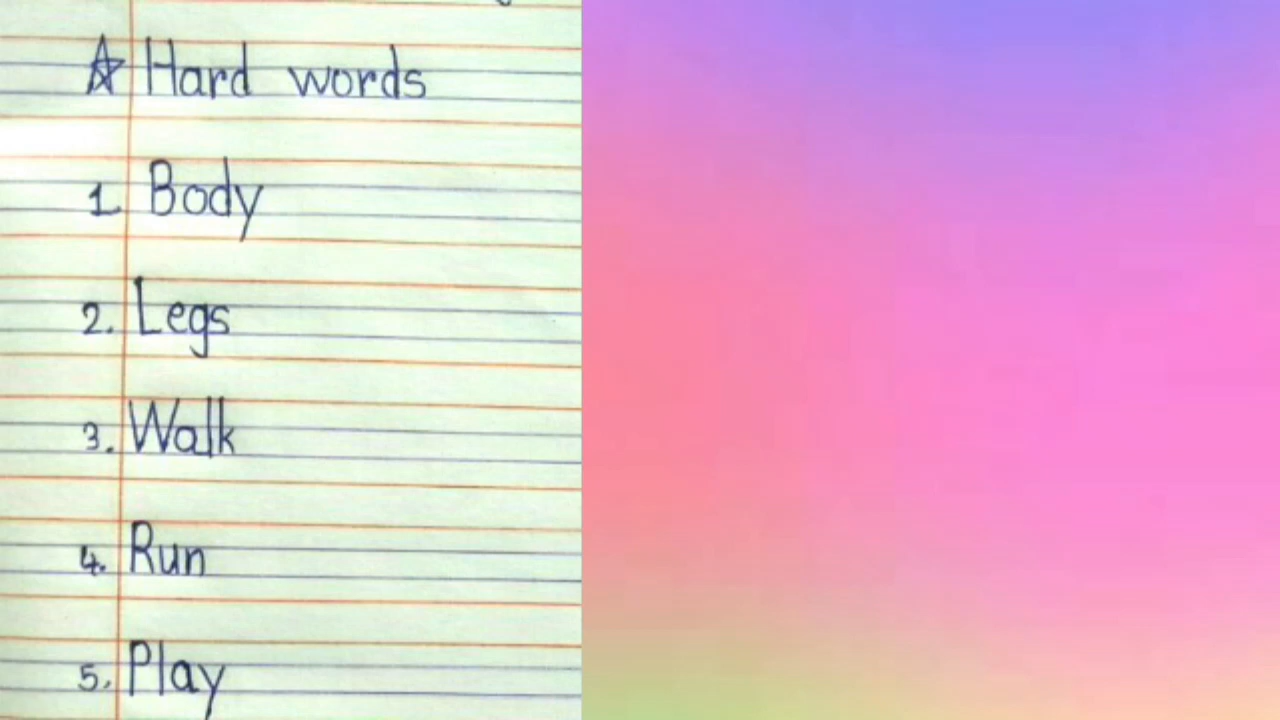 ☆ Hard words
1. Body
2. Legs
3. Walk
4. Run
5. Play